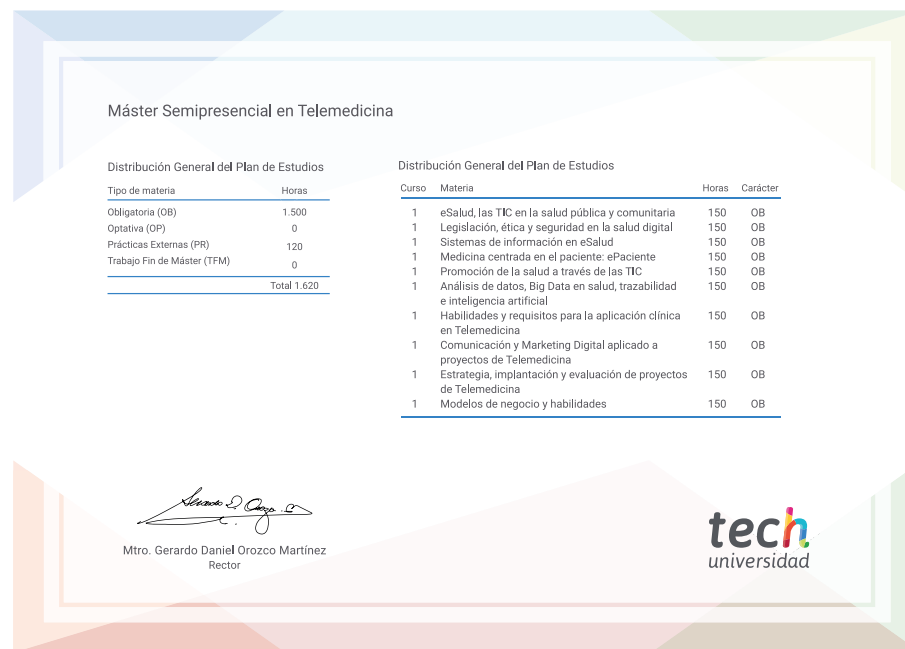 Máster Semipresencial en Telemedicina
Distribución General del Plan de Estudios
Tipo de materia Horas
Obligatoria (OB) 1.500
Optativa (OP) 0
Prácticas Externas (PR) 120
Trabajo Fin de Máster (TFM) 0
Total 1.620
Distribución General del Plan de Estudios
Curso Materia Horas Carácter
1 eSalud, las TIC en la salud pública y comunitaria 150 OB
1 Legislación, ética y seguridad en la salud digital 150 OB
1 Sistemas de información en eSalud 150 OB
1 Medicina centrada en el paciente: ePaciente 150 OB
1 Promoción de la salud a través de las TIC 150 OB
1 Análisis de datos, Big Data en salud, trazabilidad 150 OB
e inteligencia artificial
1 Habilidades y requisitos para la aplicación clínica 150 OB
en Telemedicina
1 Comunicación y Marketing Digital aplicado a 150 OB
proyectos de Telemedicina
1 Estrategia, implantación y evaluación de proyectos 150 OB
de Telemedicina
1 Modelos de negocio y habilidades 150 OB
Mtro. Gerardo Daniel Orozco Martínez
Rector
tech
universidad